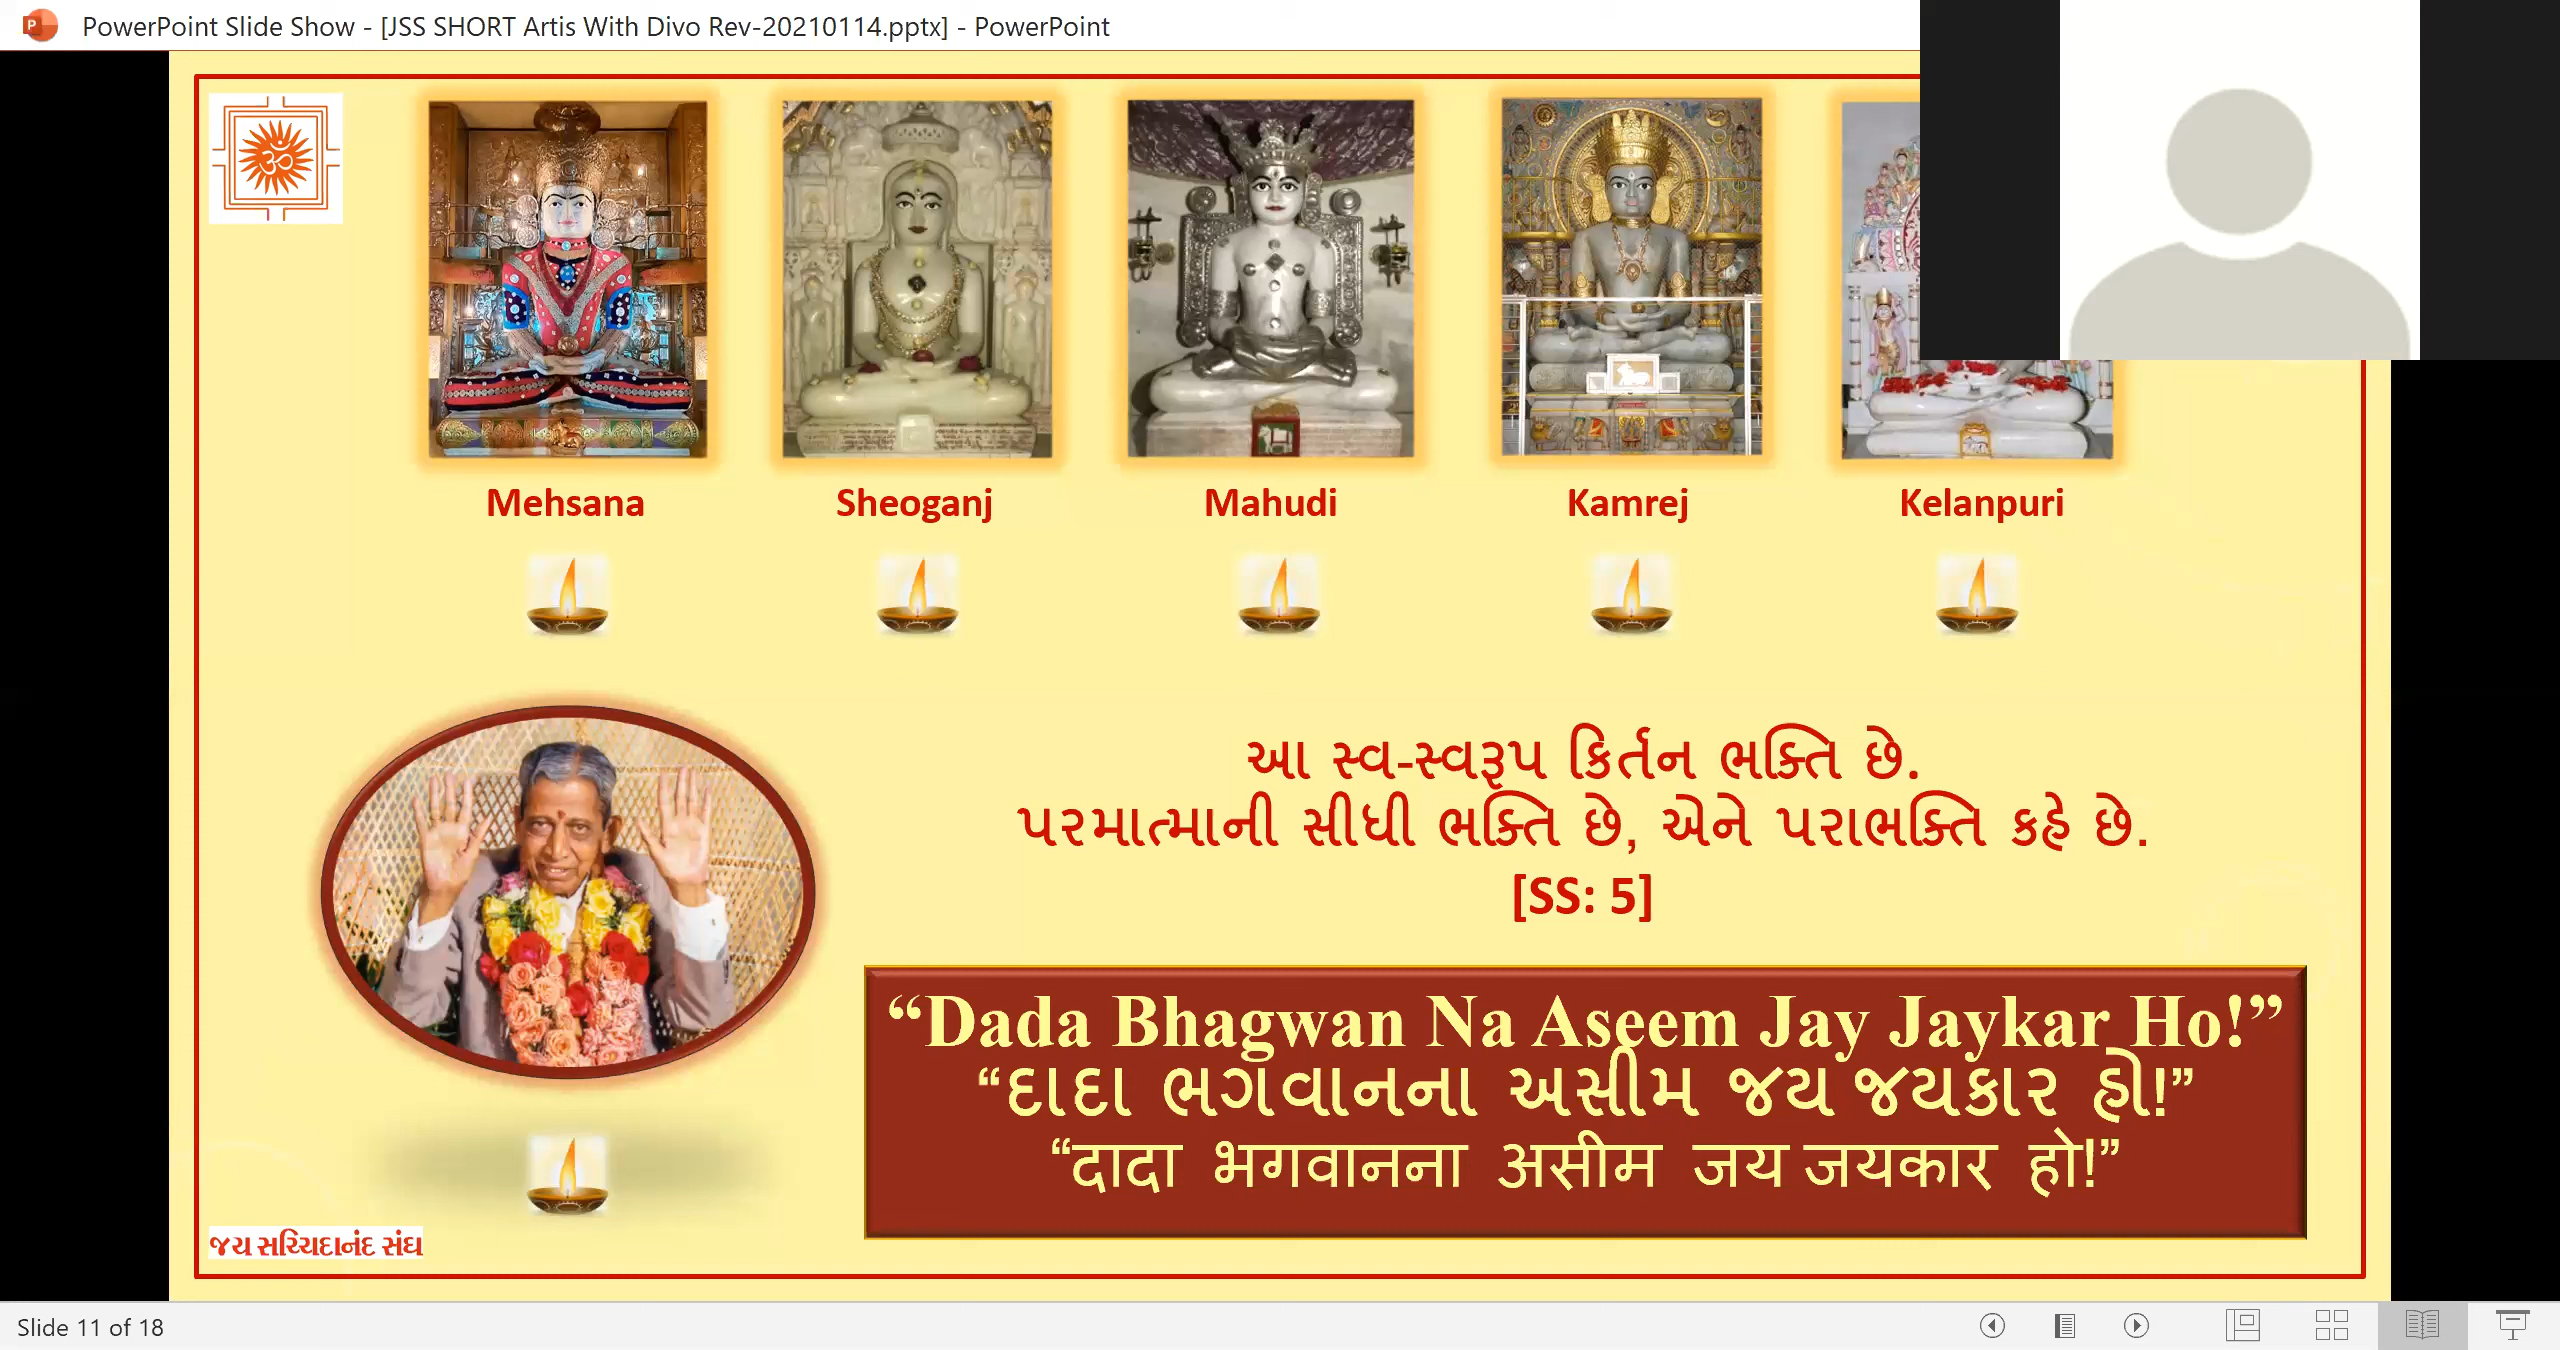 PowerPoint Slide Show - [JSS SHORT Artis With Divo Rev-20210114.pptx] - PowerPoint
Mehsana Sheoganj Mahudi Kamrej Kelanpuri
આ સ્વ-સ્વરૂપ કિર્તન ભક્તિ છે.
પરમાત્માની સીધી ભક્તિ છે, એને પરાભક્તિ કહે છે.
[SS: 5]
“Dada Bhagwan Na Aseem Jay Jaykar Ho!”
“દાદા ભગવાનના અસીમ જય જયકાર હો!”
“दादा भगवानना असीम जय जयकार हो!”
જય સચ્ચિદાનંદ સંઘ
Slide 11 of 18